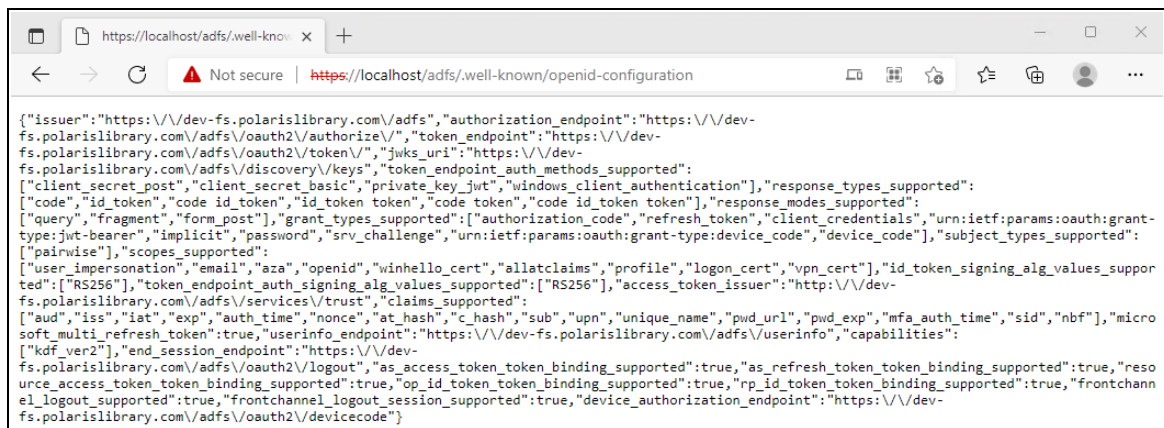 https://localhost/adfs/.well-know
Not secure https://localhost/adfs/.well-known/openid-configuration
{"issuer":"https:\/\/dev-fs.polarislibrary.com\/adfs","authorization_endpoint":"https:\/\/dev-
fs.polarislibrary.com\/adfs\/oauth2\/authorize\/","token_endpoint":"https:\/\/dev-
fs.polarislibrary.com\/adfs\/oauth2\/token\/","jwks_uri":"https:\/\/dev-
fs.polarislibrary.com\/adfs\/discovery\/keys","token_endpoint_auth_methods_supported":
["client_secret_post","client_secret_basic","private_key_jwt","windows_client_authentication"],"response_types_supported":
["code","id_token","code id_token","id_token token","code token","code id_token token"],"response_modes_supported":
["query","fragment","form_post"],"grant_types_supported":["authorization_code","refresh_token","client_credentials","urn:ietf:params:oauth:grant-
type:jwt-bearer","implicit","password","srv_challenge","urn:ietf:params:oauth:grant-type:device_code","device_code"],"subject_types_supported":
["pairwise"],"scopes_supported":
["user_impersonation","email","aza","openid","winhello_cert","allatclaims","profile","logon_cert","vpn_cert"],"id_token_signing_alg_values_suppor
ted":["RS256"],"token_endpoint_auth_signing_alg_values_supported":["RS256"],"access_token_issuer":"http:\/\/dev-
fs.polarislibrary.com\/adfs\/services\/trust","claims_supported":
["aud","iss","iat","exp","auth_time","nonce","at_hash","c_hash","sub","upn","unique_name","pwd_url","pwd_exp","mfa_auth_time","sid","nbf"],"micro
soft_multi_refresh_token":true,"userinfo_endpoint":"https:\/\/dev-fs.polarislibrary.com\/adfs\/userinfo","capabilities":
["kdf_ver2"],"end_session_endpoint":"https:\/\/dev-
fs.polarislibrary.com\/adfs\/oauth2\/logout","as_access_token_token_binding_supported":true,"as_refresh_token_token_binding_supported":true,"reso
urce_access_token_token_binding_supported":true,"op_id_token_token_binding_supported":true,"rp_id_token_token_binding_supported":true,"frontchann
el_logout_supported":true,"frontchannel_logout_session_supported":true,"device_authorization_endpoint":"https:\/\/dev-
fs.polarislibrary.com\/adfs\/oauth2\/devicecode"}